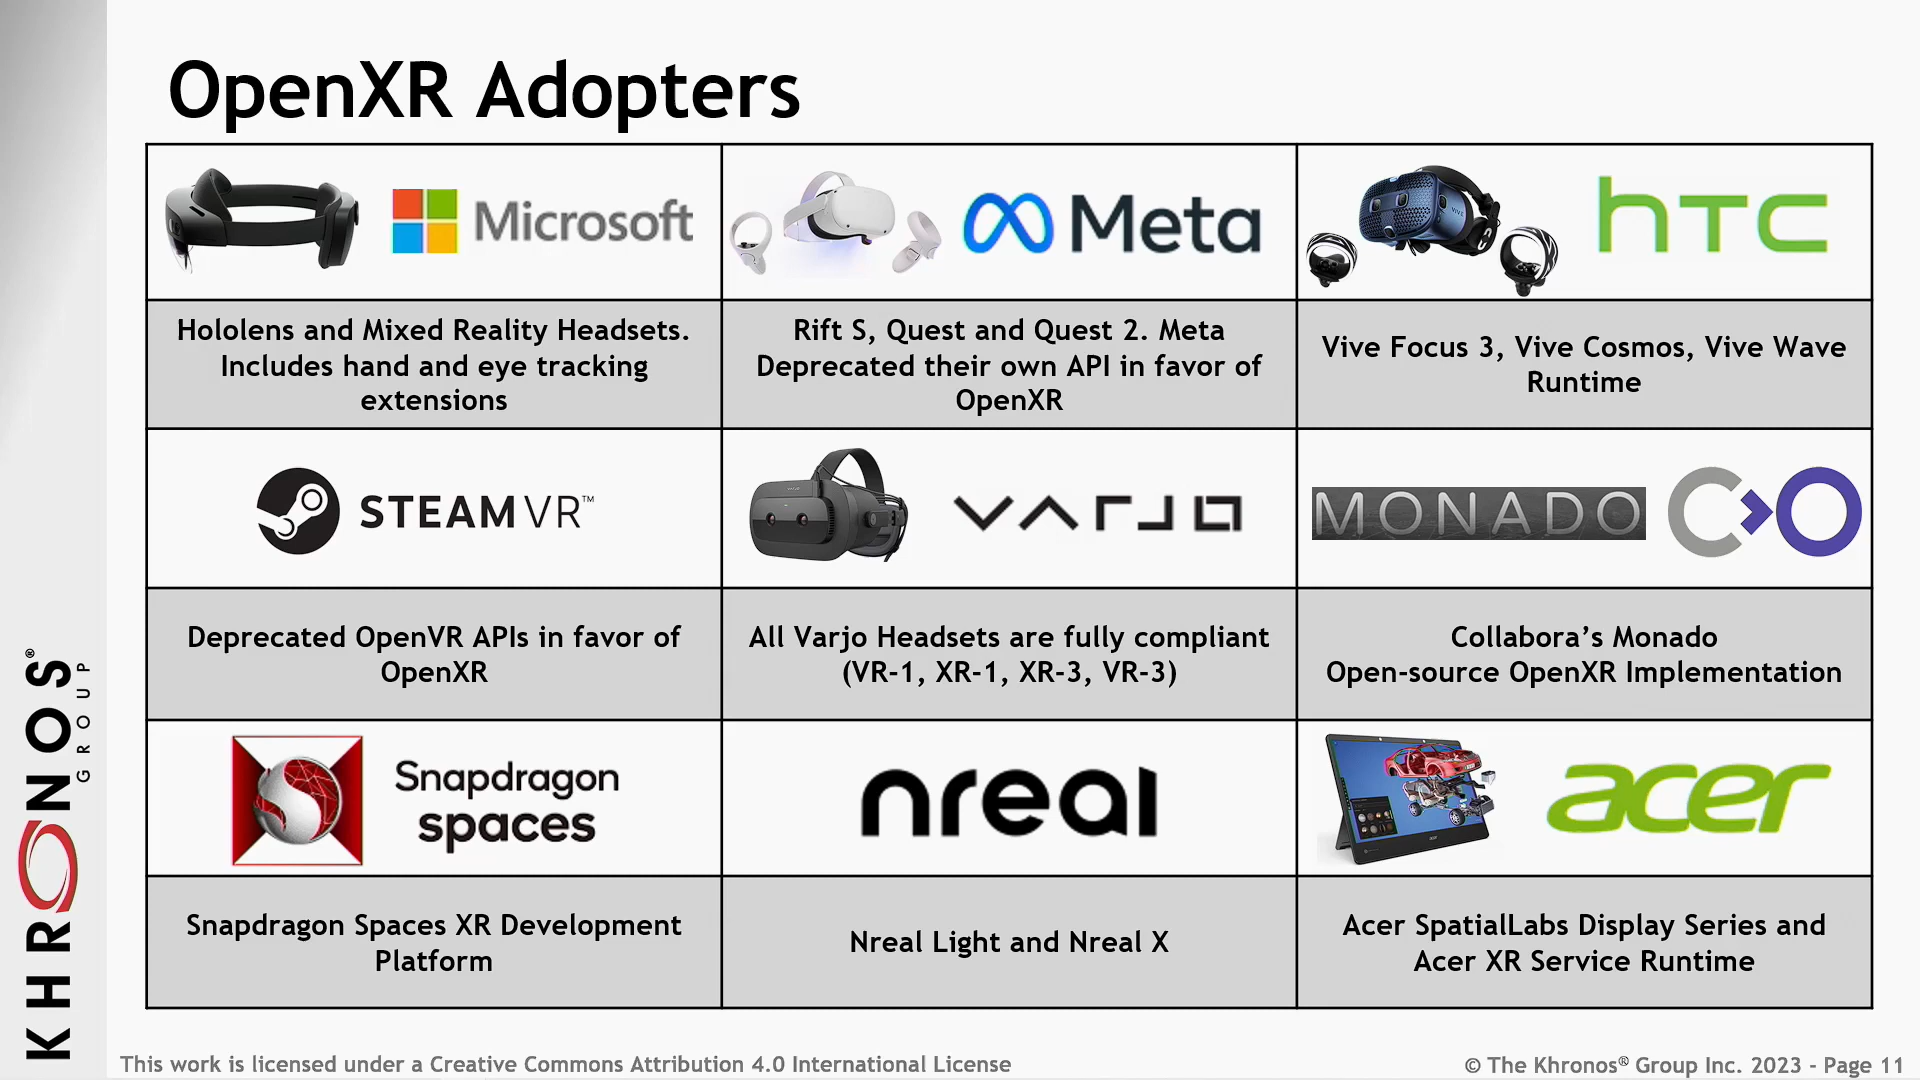 OpenXR Adopters
Microsoft
Meta
hTC
Hololens and Mixed Reality Headsets.
Includes hand and eye tracking
extensions
Rift S, Quest and Quest 2. Meta
Deprecated their own API in favor of
OpenXR
Vive Focus 3, Vive Cosmos, Vive Wave
Runtime
STEAMVR™
VARJO
MONADO
Deprecated OpenVR APIs in favor of
OpenXR
All Varjo Headsets are fully compliant
(VR-1, XR-1, XR-3, VR-3)
Collabora’s Monado
Open-source OpenXR Implementation
Snapdragon
spaces
nreal
acer
Snapdragon Spaces XR Development
Platform
Nreal Light and Nreal X
Acer SpatialLabs Display Series and
Acer XR Service Runtime
KHRONOS®
GROUP
This work is licensed under a Creative Commons Attribution 4.0 International License
© The Khronos® Group Inc. 2023 - Page 11